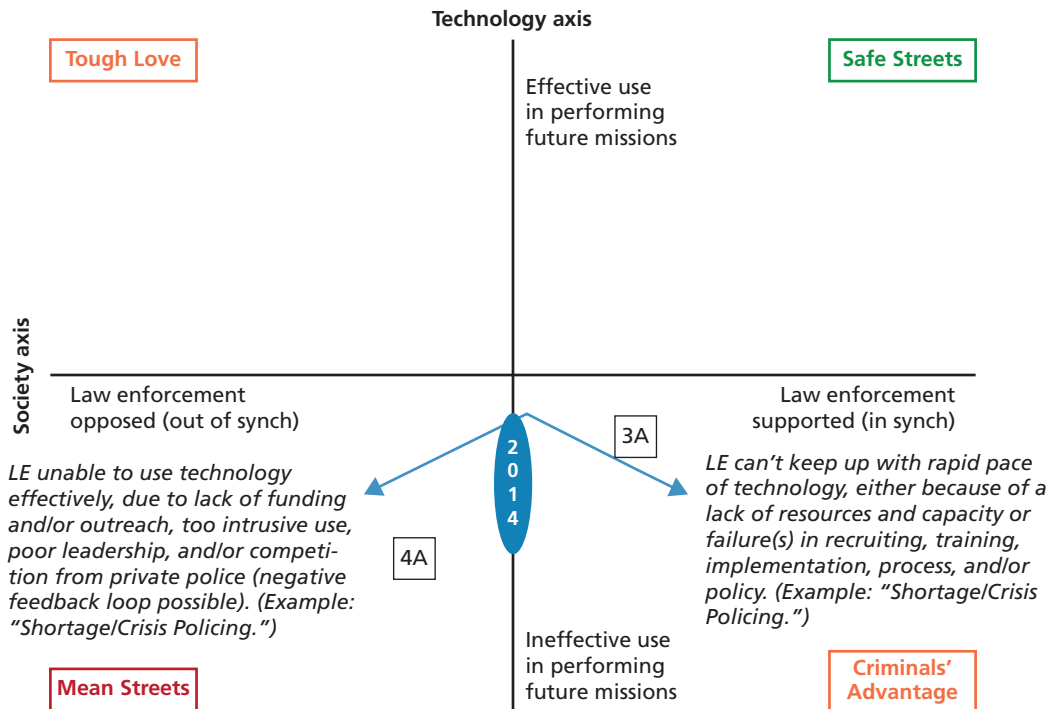 Technology axis
Tough Love
Safe Streets
Effective use
in performing
future missions
Society axis
Law enforcement
opposed (out of synch)
Law enforcement
supported (in synch)
2
0
1
4
3A
4A
LE unable to use technology
effectively, due to lack of funding
and/or outreach, too intrusive use,
poor leadership, and/or competi-
tion from private police (negative
feedback loop possible). (Example:
“Shortage/Crisis Policing.”)
LE can’t keep up with rapid pace
of technology, either because of a
lack of resources and capacity or
failure(s) in recruiting, training,
implementation, process, and/or
policy. (Example: “Shortage/Crisis
Policing.”)
Ineffective use
in performing
future missions
Mean Streets
Criminals’
Advantage